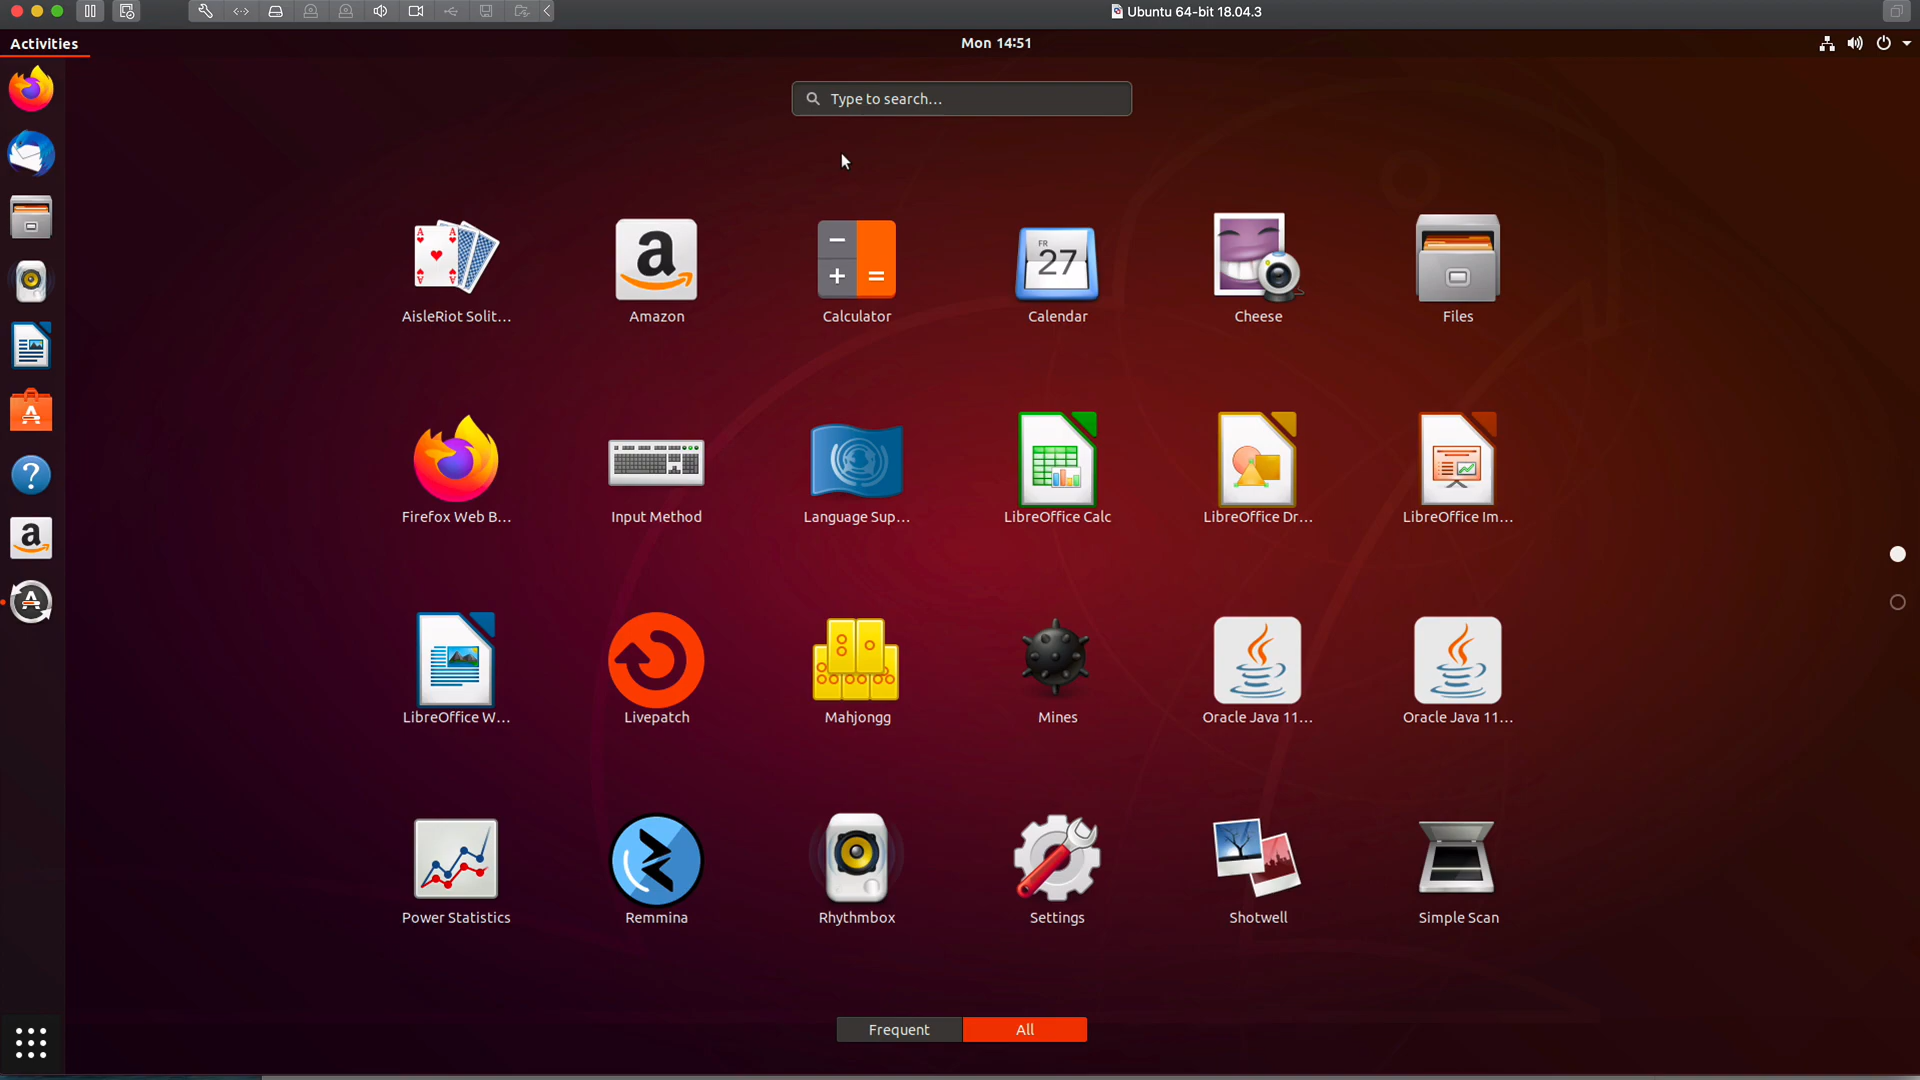 Ubuntu 64-bit 18.04.3
Activities
Mon 14:51
Type to search...
FR
27
AisleRiot Solit...
Amazon
Calculator
Calendar
Cheese
Files
Firefox Web B...
Input Method
Language Sup...
LibreOffice Calc
LibreOffice Dr...
LibreOffice Im...
LibreOffice W...
Livepatch
Mahjongg
Mines
Oracle Java 11...
Oracle Java 11...
Power Statistics
Remmina
Rhythmbox
Settings
Shotwell
Simple Scan
Frequent
All